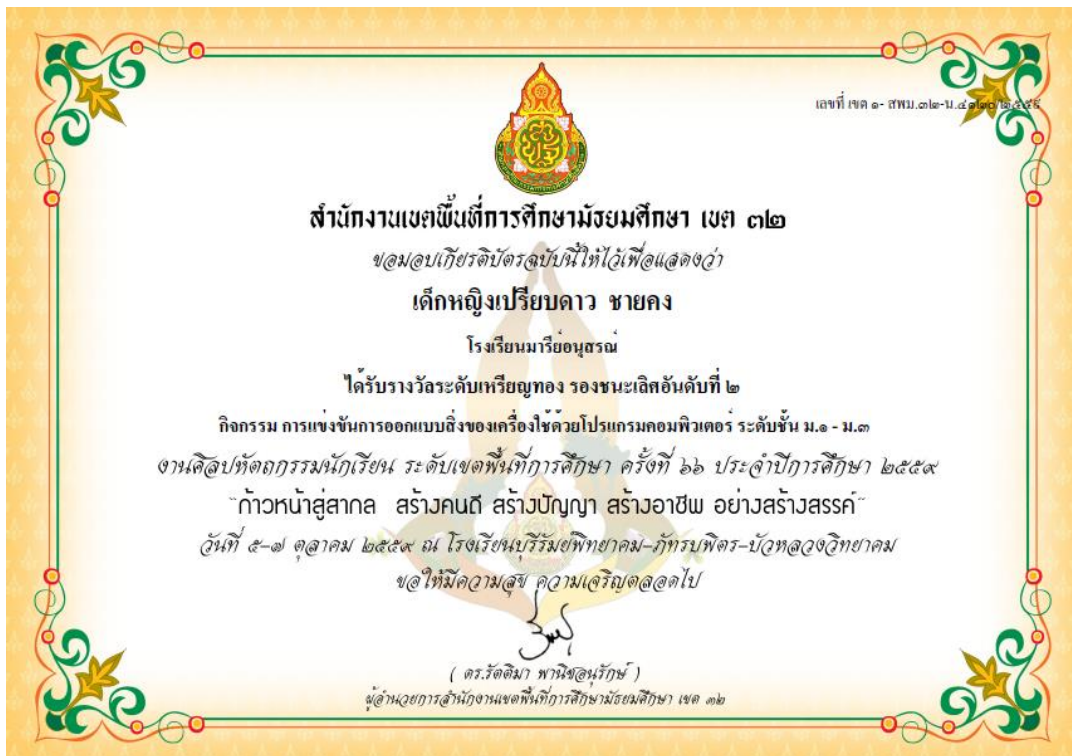 เลขที่ เขต ๑- สพม.๓๒-น.
สำนักงานเขตพื้นที่การศึกษามัธยมศึกษา เขต ๓๒
ขอมอบเกียรติบัตรฉบับนี้ให้ไว้เพื่อแสดงว่า
เด็กหญิงเปรียบดาว ชายคง
โรงเรียนมารีย์อนุสรณ์
ได้รับรางวัลระดับเหรียญทอง รองชนะเลิศอันดับที่ ๒
กิจกรรม การแข่งขันการออกแบบสิ่งของเครื่องใช้ด้วยโปรแกรมคอมพิวเตอร์ ระดับชั้น ม.๑ - ม.๓
งานศิลปหัตถกรรมนักเรียน ระดับเขตพื้นที่การศึกษา ครั้งที่ ๖๖ ประจำปีการศึกษา ๒๕๕๙
"ก้าวหน้าสู่สากล สร้างคนดี สร้างปัญญา สร้างอาชีพ อย่างสร้างสรรค์"
วันที่ ๕-๗ ตุลาคม ๒๕๕๙ ณ โรงเรียนบุรีรัมย์พิทยาคม-ภัทรบพิตร-บัวหลวงวิทยาคม
ขอให้มีความสุข ความเจริญตลอดไป
( ดร.รัตติมา พานิชอนุรักษ์ )
ผู้อำนวยการสำนักงานเขตพื้นที่การศึกษามัธยมศึกษา เขต ๓๒